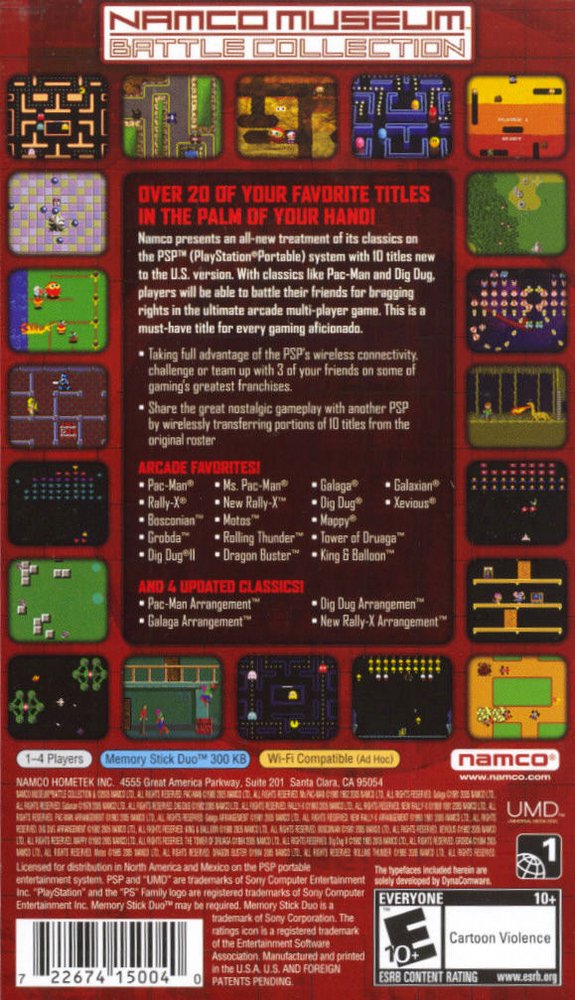 NAMCO MUSEUM
BATTLE COLLECTION
OVER 20 OF YOUR FAVORITE TITLES
IN THE PALM OF YOUR HAND!
Namco presents an all-new treatment of its classics on
the PSP™ (PlayStation®Portable) system with 10 titles new
to the U.S. version. With classics like Pac-Man and Dig Dug,
players will be able to battle their friends for bragging
rights in the ultimate arcade multi-player game. This is a
must-have title for every gaming aficionado.
▪ Taking full advantage of the PSP's wireless connectivity,
challenge or team up with 3 of your friends on some of
gaming's greatest franchises.
▪ Share the great nostalgic gameplay with another PSP
by wirelessly transferring portions of 10 titles from the
original roster
ARCADE FAVORITES!
▪ Pac-Man® ▪ Ms. Pac-Man® ▪ Galaga® ▪ Galaxian®
▪ Rally-X® ▪ New Rally-X™ ▪ Dig Dug® ▪ Xevious®
▪ Bosconian™ ▪ Motos™ ▪ Mappy®
▪ Grobda™ ▪ Rolling Thunder™ ▪ Tower of Druaga™
▪ Dig Dug®II ▪ Dragon Buster™ ▪ King & Balloon™
AND 4 UPDATED CLASSICS!
▪ Pac-Man Arrangement™ ▪ Dig Dug Arrangemen™
▪ Galaga Arrangement™ ▪ New Rally-X Arrangement™
1-4 Players Memory Stick Duo™ 300 KB Wi-Fi Compatible (Ad Hoc) namco®
www.namco.com
NAMCO HOMETEK INC. 4555 Great America Parkway, Suite 201 Santa Clara, CA 95054
UMD™
Licensed for distribution in North America and Mexico on the PSP portable
entertainment system. PSP and "UMD" are trademarks of Sony Computer Entertainment
Inc. "PlayStation" and the "PS" Family logo are registered trademarks of Sony Computer
Entertainment Inc. Memory Stick Duo™ may be required. Memory Stick Duo is a
trademark of Sony Corporation. The
ratings icon is a registered trademark
of the Entertainment Software
Association. Manufactured and printed
in the U.S.A. U.S. AND FOREIGN
PATENTS PENDING.
The typefaces included herein are
solely developed by DynaComware.
1
EVERYONE 10+
E
10+
Cartoon Violence
ESRB CONTENT RATING www.esrb.org
7 22674 15004 0